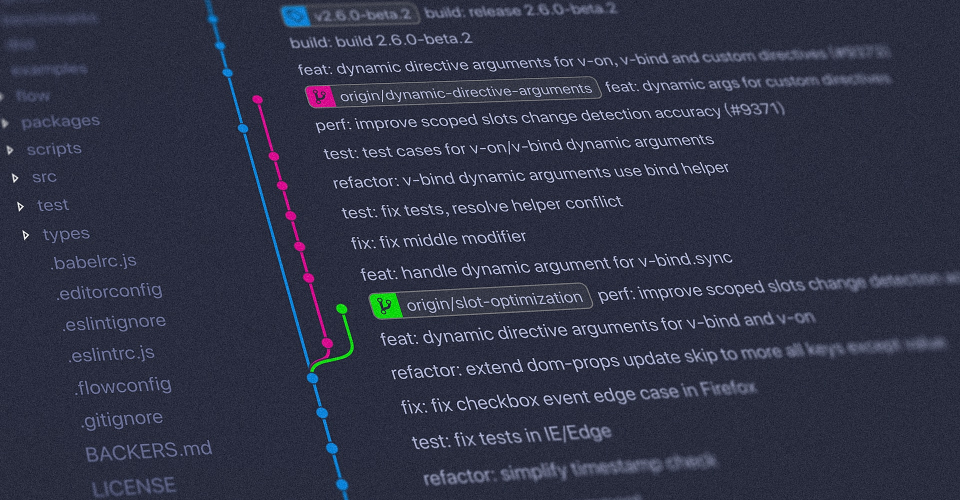 examples
flow
packages
scripts
src
test
types
.babelrc.js
.editorconfig
.eslintignore
.eslintrc.js
.flowconfig
.gitignore
BACKERS.md
LICENSE
v2.6.0-beta.2 build: release 2.6.0-beta.2
build: build 2.6.0-beta.2
feat: dynamic directive arguments for v-on, v-bind and custom directives
origin/dynamic-directive-arguments feat: dynamic args for custom directives
perf: improve scoped slots change detection accuracy (#9371)
test: test cases for v-on/v-bind dynamic arguments
refactor: v-bind dynamic arguments use bind helper
test: fix tests, resolve helper conflict
fix: fix middle modifier
feat: handle dynamic argument for v-bind.sync
origin/slot-optimization perf: improve scoped slots change detection
feat: dynamic directive arguments for v-bind and v-on
refactor: extend dom-props update skip to more all keys except value
fix: fix checkbox event edge case in Firefox
test: fix tests in IE/Edge
refactor: simplify timestamp check